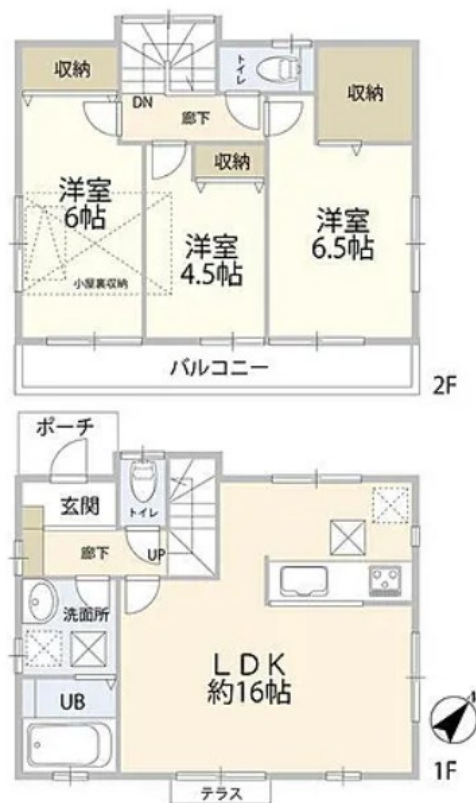 収納
トイレ
収納
DN
廊下
収納
洋室
6帖
洋室
4.5帖
洋室
6.5帖
小屋裏収納
バルコニー
2F
ポーチ
玄関
トイレ
廊下
UP
洗面所
LDK
約16帖
UB
テラス
1F